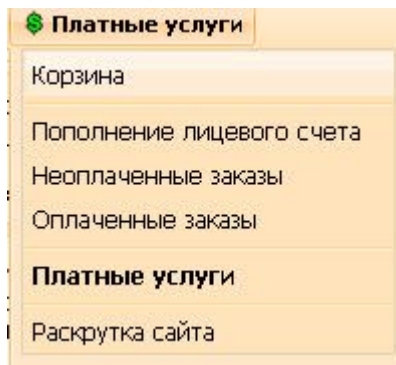 Платные услуги
Корзина
Пополнение лицевого счета
Неоплаченные заказы
Оплаченные заказы
Платные услуги
Раскрутка сайта